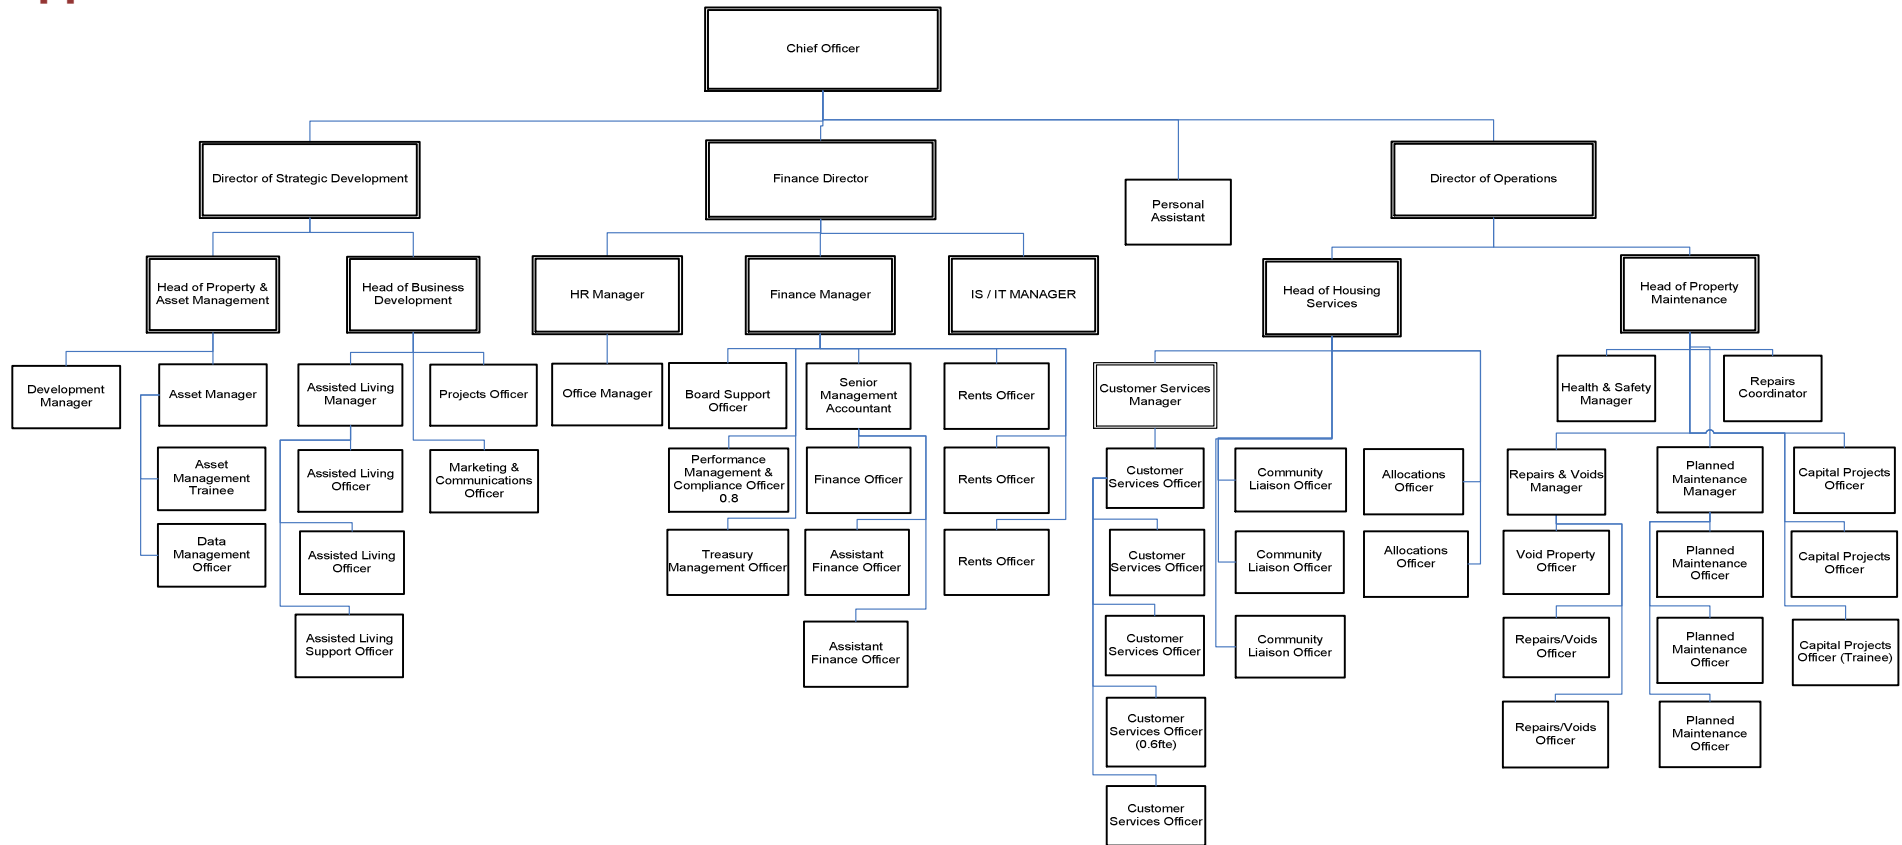 Chief Officer
Director of Strategic Development
Finance Director
Personal
Assistant
Director of Operations
Head of Property &
Asset Management
Head of Business
Development
HR Manager
Finance Manager
IS / IT MANAGER
Head of Housing
Services
Head of Property
Maintenance
Development
Manager
Asset Manager
Assisted Living
Manager
Projects Officer
Office Manager
Board Support
Officer
Senior
Management
Accountant
Rents Officer
Customer Services
Manager
Health & Safety
Manager
Repairs
Coordinator
Asset
Management
Trainee
Assisted Living
Officer
Marketing &
Communications
Officer
Performance
Management &
Compliance Officer
0.8
Finance Officer
Rents Officer
Customer
Services Officer
Community
Liaison Officer
Allocations
Officer
Repairs & Voids
Manager
Planned
Maintenance
Manager
Capital Projects
Officer
Data
Management
Officer
Assisted Living
Officer
Treasury
Management Officer
Assistant
Finance Officer
Rents Officer
Customer
Services Officer
Community
Liaison Officer
Allocations
Officer
Void Property
Officer
Planned
Maintenance
Officer
Capital Projects
Officer
Assisted Living
Support Officer
Assistant
Finance Officer
Customer
Services Officer
Community
Liaison Officer
Repairs/Voids
Officer
Planned
Maintenance
Officer
Capital Projects
Officer (Trainee)
Customer
Services Officer
(0.6fte)
Repairs/Voids
Officer
Planned
Maintenance
Officer
Customer
Services Officer